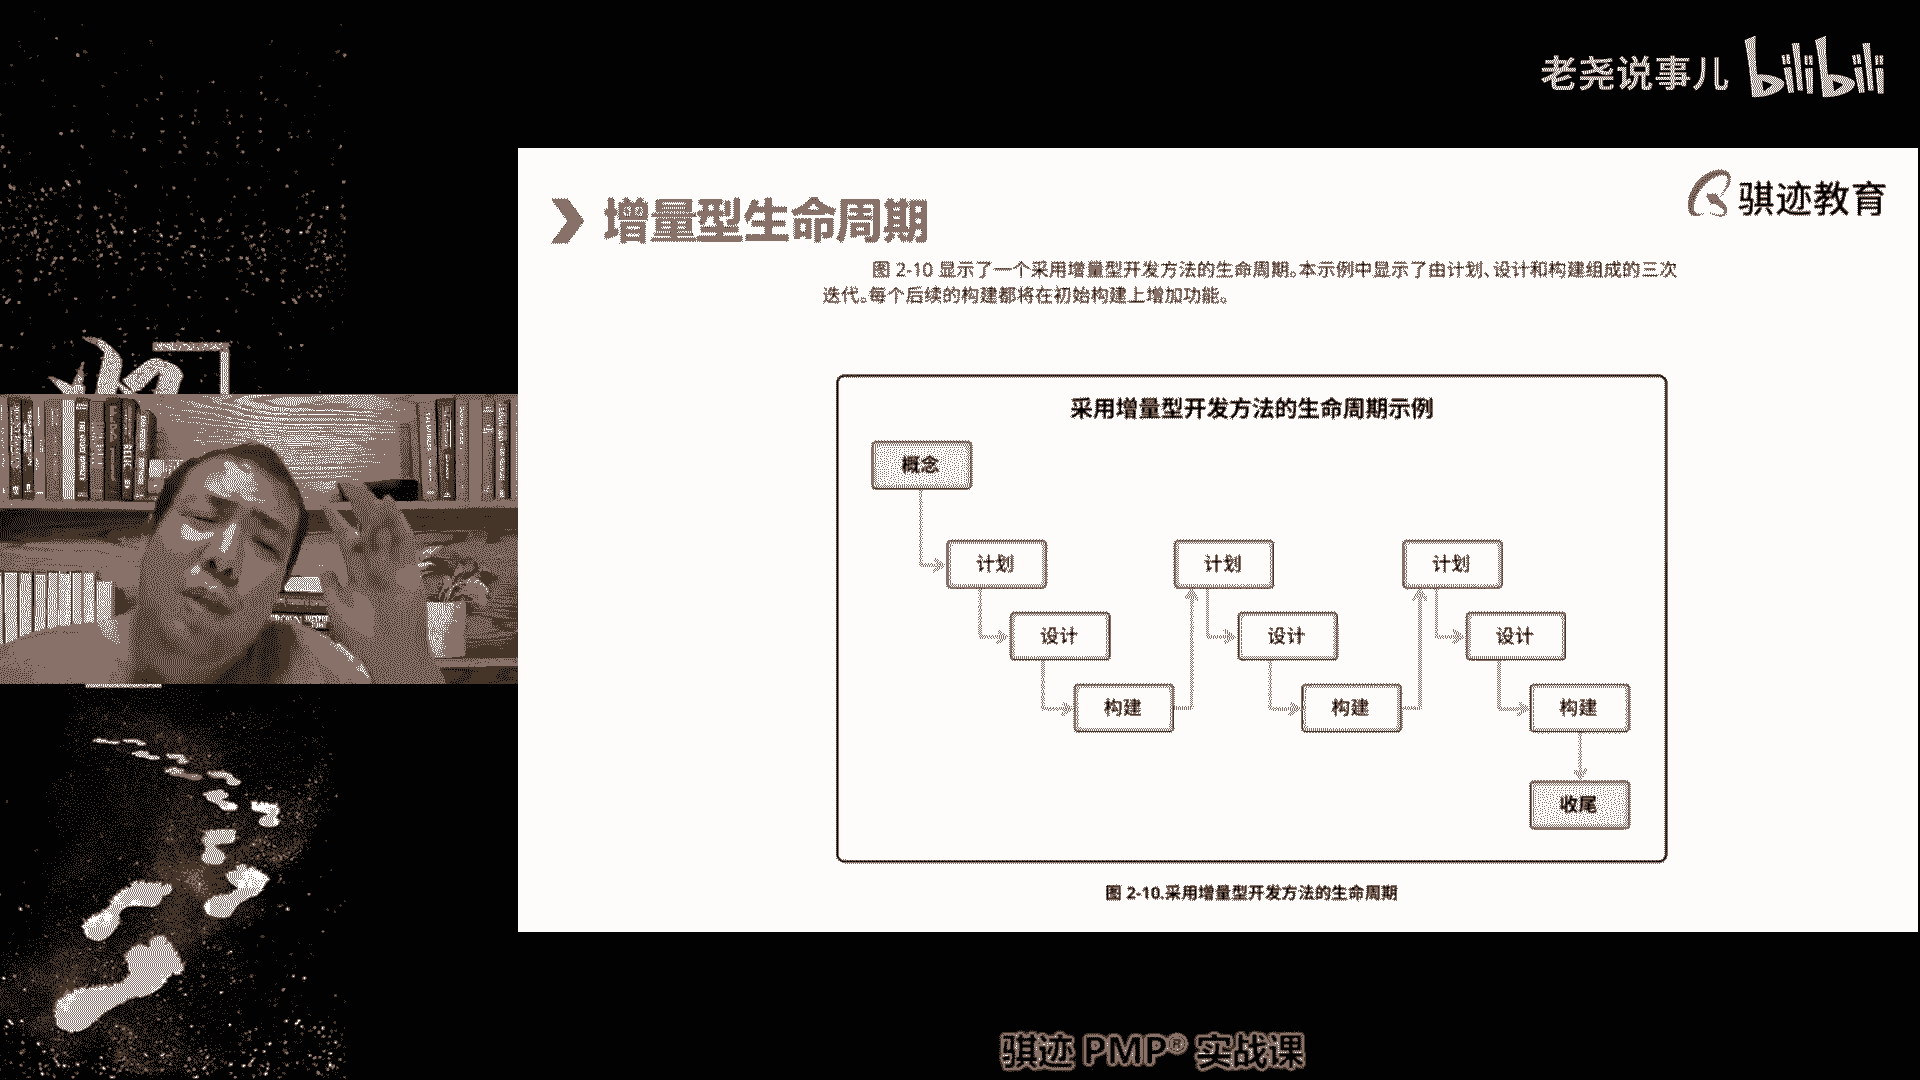 老尧说事儿 bilibili
骐迹教育
增量型生命周期
图 2-10 显示了一个采用增量型开发方法的生命周期。本示例中显示了由计划、设计和构建组成的三次
迭代。每个后续的构建都将在初始构建上增加功能。
采用增量型开发方法的生命周期示例
概念
计划 计划 计划
设计 设计 设计
构建 构建 构建
收尾
图 2-10.采用增量型开发方法的生命周期
骐迹 PMP® 实战课